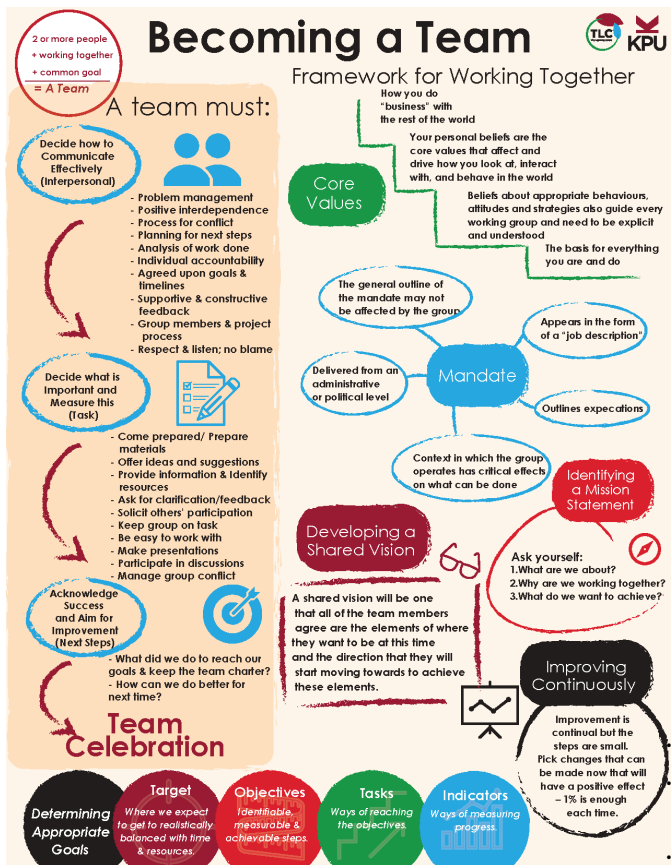 Becoming a Team
TLC
KPU
2 or more people
+ working together
+ common goal
= A Team
Framework for Working Together
A team must:
Decide how to
Communicate
Effectively
(Interpersonal)
- Problem management
- Positive interdependence
- Process for conflict
- Planning for next steps
- Analysis of work done
- Individual accountability
- Agreed upon goals &
timelines
- Supportive & constructive
feedback
- Group members & project
process
- Respect & listen; no blame
Decide what is
Important and
Measure this
(Task)
- Come prepared/ Prepare
materials
- Offer ideas and suggestions
- Provide information & Identify
resources
- Ask for clarification/feedback
- Solicit others' participation
- Keep group on task
- Be easy to work with
- Make presentations
- Participate in discussions
- Manage group conflict
Acknowledge
Success
and Aim for
Improvement
(Next Steps)
- What did we do to reach our
goals & keep the team charter?
- How can we do better for
next time?
Team
Celebration
Core
Values
How you do
"business" with
the rest of the world
Your personal beliefs are the
core values that affect and
drive how you look at, interact
with, and behave in the world
Beliefs about appropriate behaviours,
attitudes and strategies also guide every
working group and need to be explicit
and understood
The basis for everything
you are and do
Mandate
The general outline of
the mandate may not
be affected by the group
Appears in the form
of a "job description"
Delivered from an
administrative
or political level
Outlines expecations
Context in which the group
operates has critical effects
on what can be done
Identifying
a Mission
Statement
Ask yourself:
1.What are we about?
2.Why are we working together?
3.What do we want to achieve?
Developing a
Shared Vision
A shared vision will be one
that all of the team members
agree are the elements of where
they want to be at this time
and the direction that they will
start moving towards to achieve
these elements.
Improving
Continuously
Improvement is
continual but the
steps are small.
Pick changes that can
be made now that will
have a positive effect
– 1% is enough
each time.
Determining
Appropriate
Goals
Target
Where we expect
to get to realistically
balanced with time
& resources.
Objectives
Identifiable,
measurable &
achievable steps.
Tasks
Ways of reaching
the objectives.
Indicators
Ways of measuring
progress.